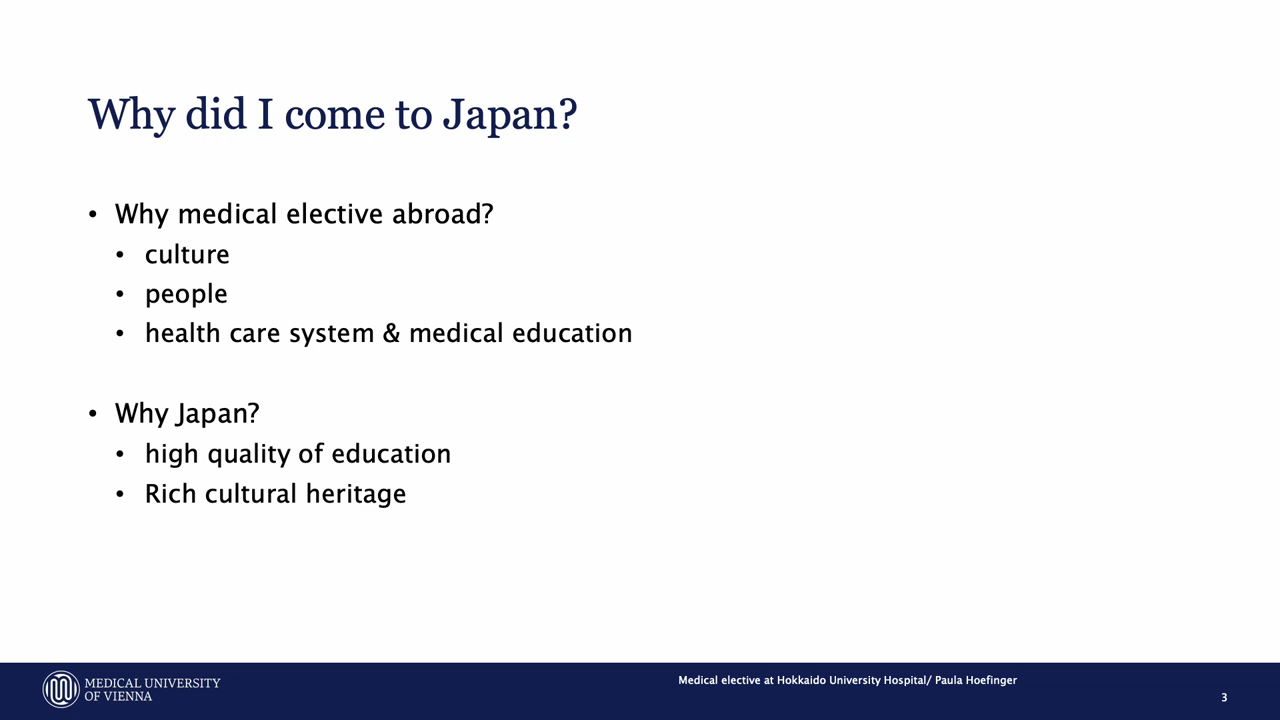 Why did I come to Japan?
• Why medical elective abroad?
• culture
• people
• health care system & medical education
• Why Japan?
• high quality of education
• Rich cultural heritage
MEDICAL UNIVERSITY
OF VIENNA
Medical elective at Hokkaido University Hospital/ Paula Hoefinger
3